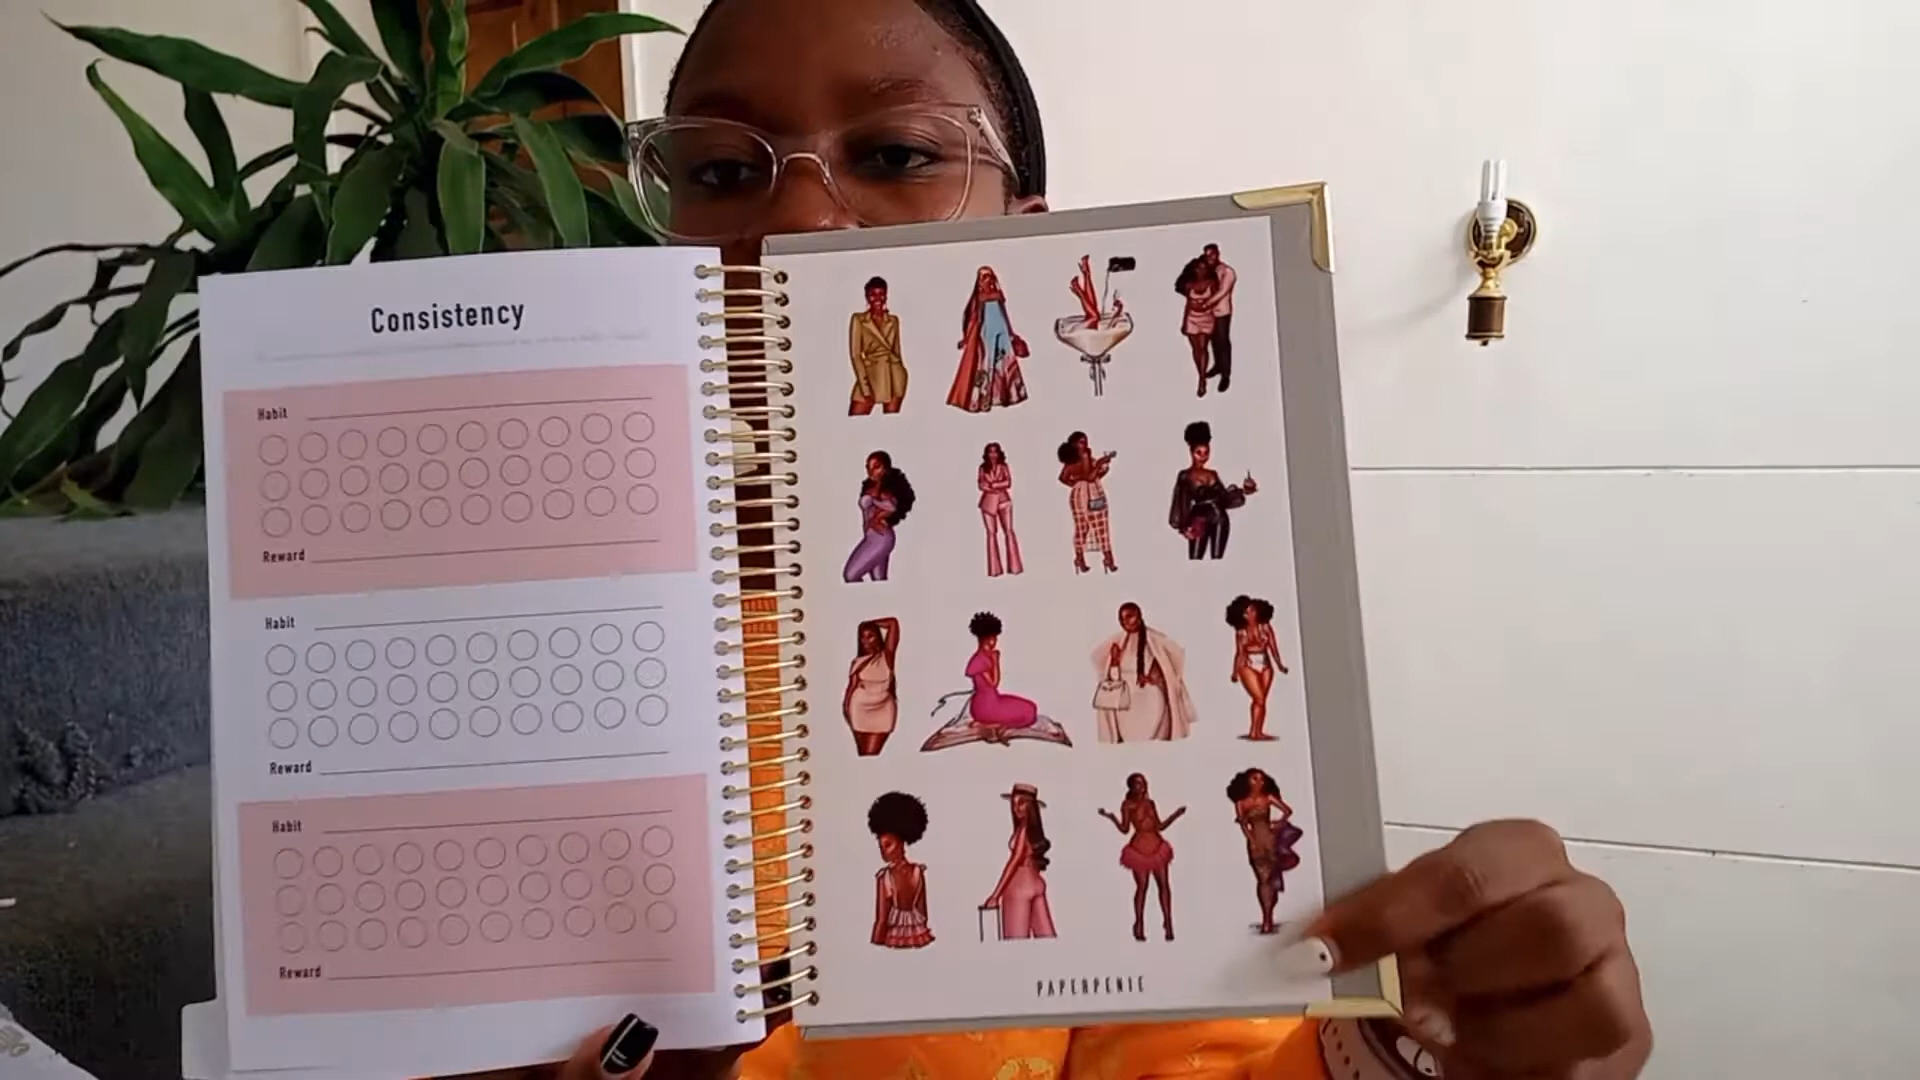 Consistency
Habit
Reward
Habit
Reward
Habit
Reward
PAPERPENIE